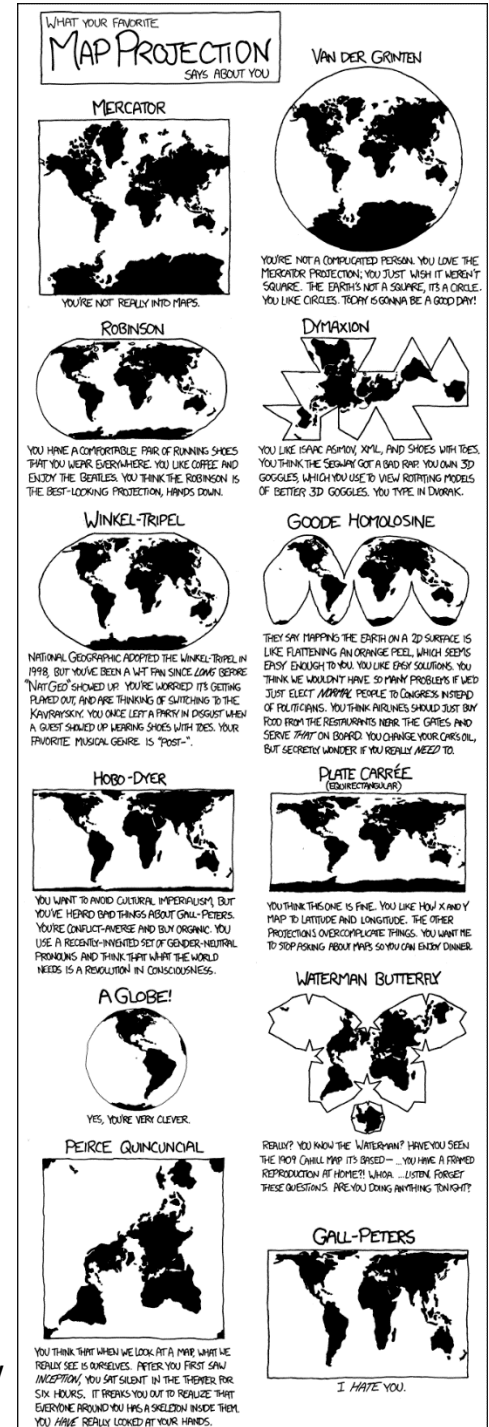 WHAT YOUR FAVORITE
MAP PROJECTION
SAYS ABOUT YOU
MERCATOR
YOU'RE NOT REALLY INTO MAPS.
VAN DER GRINTEN
YOU'RE NOT A COMPLICATED PERSON. YOU LOVE THE
MERCATOR PROJECTION; YOU JUST WISH IT WEREN'T
SQUARE. THE EARTH'S NOT A SQUARE, IT'S A CIRCLE.
YOU LIKE CIRCLES. TODAY IS GONNA BE A GOOD DAY!
ROBINSON
YOU HAVE A COMFORTABLE PAIR OF RUNNING SHOES
THAT YOU WEAR EVERYWHERE. YOU LIKE COFFEE AND
ENJOY THE BEATLES. YOU THINK THE ROBINSON IS
THE BEST-LOOKING PROJECTION, HANDS DOWN.
DYMAXION
YOU LIKE ISAAC ASIMOV, XML, AND SHOES WITH TOES.
YOU THINK THE SEGWAY GOT A BAD RAP. YOU OWN 3D
GOGGLES, WHICH YOU USE TO VIEW ROTATING MODELS
OF BETTER 3D GOGGLES. YOU TYPE IN DVORAK.
WINKEL-TRIPEL
NATIONAL GEOGRAPHIC ADOPTED THE WINKEL-TRIPEL IN
1998, BUT YOU'VE BEEN A W-T FAN SINCE LONG BEFORE
"NAT GEO" SHOWED UP. YOU'RE WORRIED IT'S GETTING
PLAYED OUT, AND ARE THINKING OF SWITCHING TO THE
KAVRAYSKIY. YOU ONCE LEFT A PARTY IN DISGUST WHEN
A GUEST SHOWED UP WEARING SHOES WITH TOES. YOUR
FAVORITE MUSICAL GENRE IS "POST-".
GOODE HOMOLOSINE
THEY SAY MAPPING THE EARTH ON A 2D SURFACE IS
LIKE FLATTENING AN ORANGE PEEL, WHICH SEEMS
EASY ENOUGH TO YOU. YOU LIKE EASY SOLUTIONS. YOU
THINK WE WOULDN'T HAVE SO MANY PROBLEMS IF WE'D
JUST ELECT NORMAL PEOPLE TO CONGRESS INSTEAD
OF POLITICIANS. YOU THINK AIRLINES SHOULD JUST BUY
FOOD FROM THE RESTAURANTS NEAR THE GATES AND
SERVE THAT ON BOARD. YOU CHANGE YOUR CAR'S OIL,
BUT SECRETLY WONDER IF YOU REALLY NEED TO.
HOBO-DYER
YOU WANT TO AVOID CULTURAL IMPERIALISM, BUT
YOU'VE HEARD BAD THINGS ABOUT GALL-PETERS.
YOU'RE CONFLICT-AVERSE AND BUY ORGANIC. YOU
USE A RECENTLY-INVENTED SET OF GENDER-NEUTRAL
PRONOUNS AND THINK THAT WHAT THE WORLD
NEEDS IS A REVOLUTION IN CONSCIOUSNESS.
PLATE CARRÉE
(EQUIRECTANGULAR)
YOU THINK THIS ONE IS FINE. YOU LIKE HOW X AND Y
MAP TO LATITUDE AND LONGITUDE. THE OTHER
PROJECTIONS OVERCOMPLICATE THINGS. YOU WANT ME
TO STOP ASKING ABOUT MAPS SO YOU CAN ENJOY DINNER.
A GLOBE!
YES, YOU'RE VERY CLEVER.
WATERMAN BUTTERFLY
REALLY? YOU KNOW THE WATERMAN? HAVE YOU SEEN
THE 1909 CAHILL MAP IT'S BASED— ...YOU HAVE A FRAMED
REPRODUCTION AT HOME?! WHOA. ...LISTEN, FORGET
THESE QUESTIONS. ARE YOU DOING ANYTHING TONIGHT?
PEIRCE QUINCUNCIAL
YOU THINK THAT WHEN WE LOOK AT A MAP, WHAT WE
REALLY SEE IS OURSELVES. AFTER YOU FIRST SAW
INCEPTION, YOU SAT SILENT IN THE THEATER FOR
SIX HOURS. IT FREAKS YOU OUT TO REALIZE THAT
EVERYONE AROUND YOU HAS A SKELETON INSIDE THEM.
YOU HAVE REALLY LOOKED AT YOUR HANDS.
GALL-PETERS
I HATE YOU.